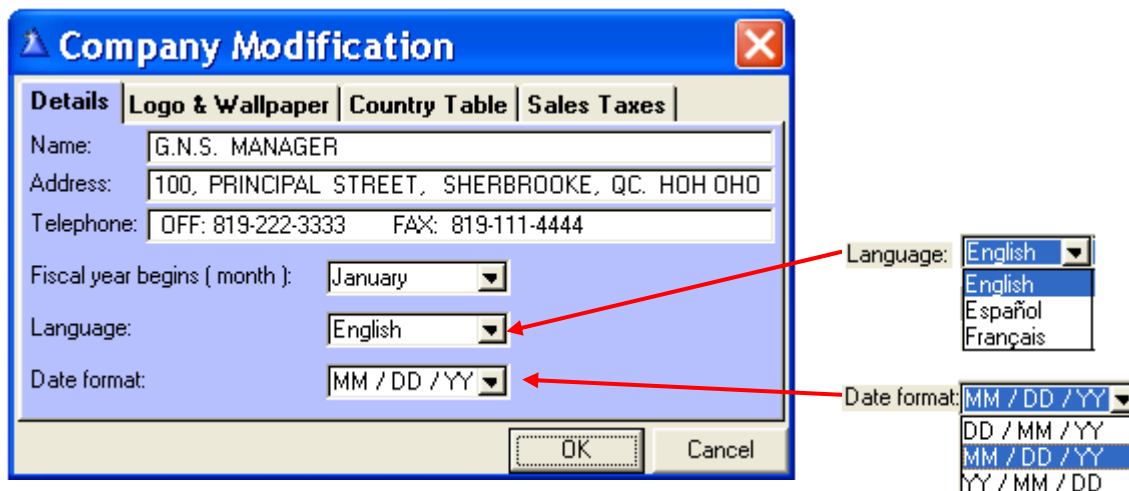 Company Modification
Details Logo & Wallpaper Country Table Sales Taxes
Name: G.N.S. MANAGER
Address: 100, PRINCIPAL STREET, SHERBROOKE, QC. HOH OHO
Telephone: OFF: 819-222-3333 FAX: 819-111-4444
Fiscal year begins ( month ): January
Language: English
Date format: MM / DD / YY
OK Cancel
Language: English
English
Español
Français
Date format: MM / DD / YY
DD / MM / YY
MM / DD / YY
YY / MM / DD